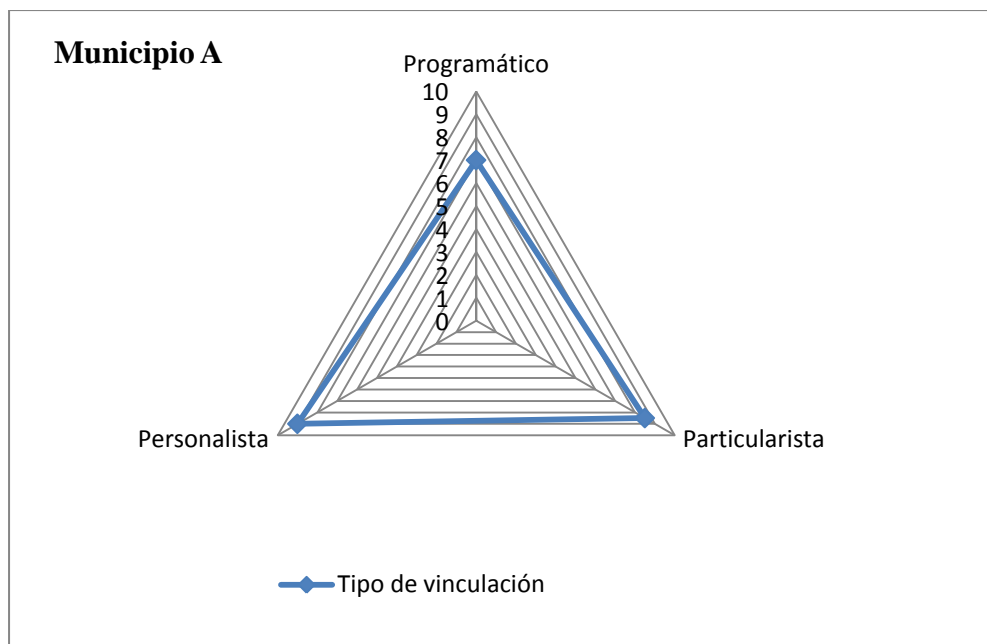 Municipio A
Programático
10
9
8
7
6
5
4
3
2
1
0
Personalista
Particularista
Tipo de vinculación